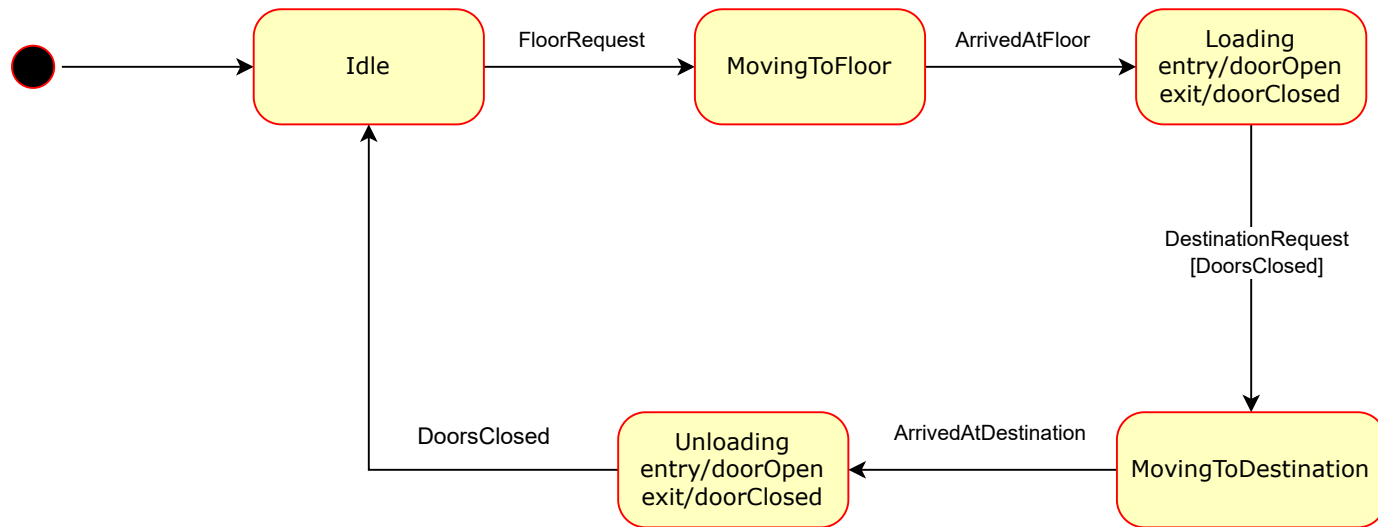 Idle
FloorRequest
MovingToFloor
ArrivedAtFloor
Loading
entry/doorOpen
exit/doorClosed
DestinationRequest
[DoorsClosed]
MovingToDestination
ArrivedAtDestination
Unloading
entry/doorOpen
exit/doorClosed
DoorsClosed